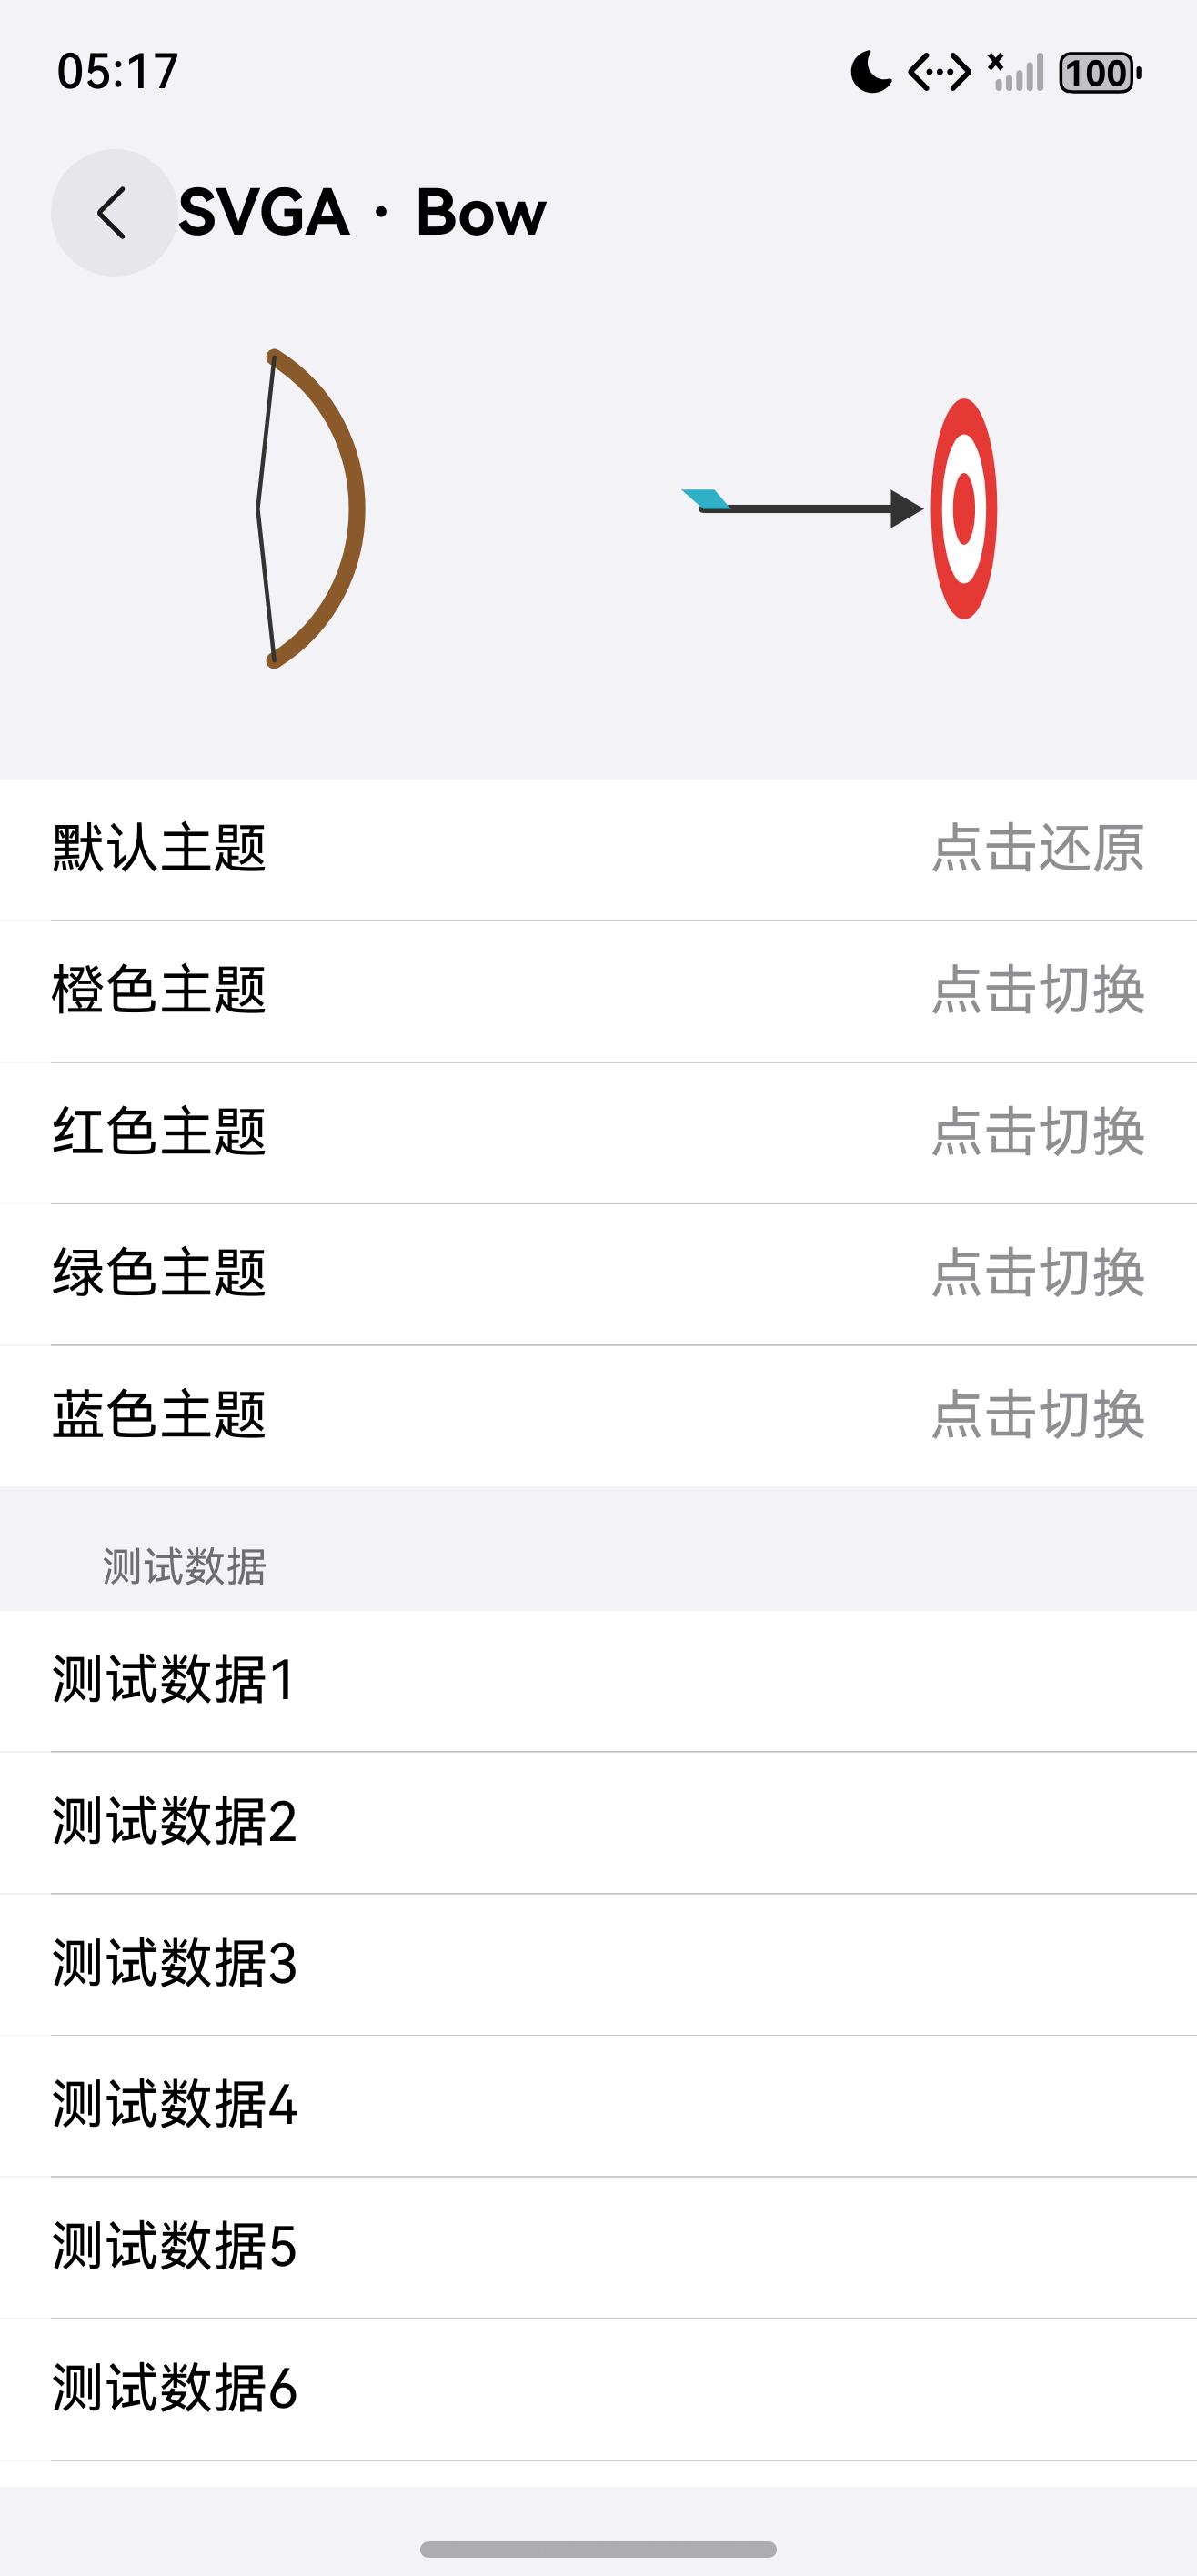 05:17
100
SVGA · Bow
默认主题 点击还原
橙色主题 点击切换
红色主题 点击切换
绿色主题 点击切换
蓝色主题 点击切换
测试数据
测试数据1
测试数据2
测试数据3
测试数据4
测试数据5
测试数据6